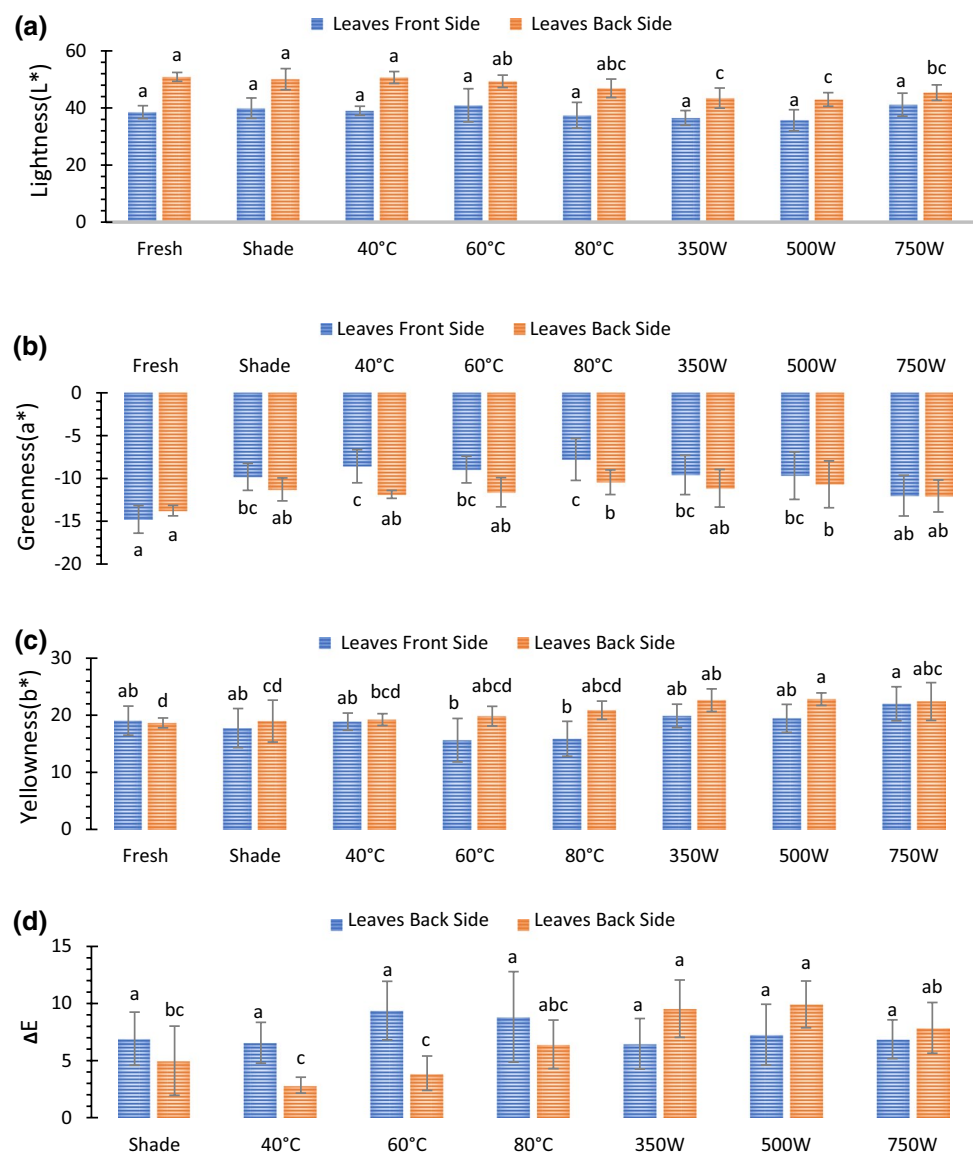 (a)
Leaves Front Side Leaves Back Side
Lightness(L*)
60
40
20
0
a a a a a a a ab a abc a c a c a bc
Fresh Shade 40°C 60°C 80°C 350W 500W 750W
(b)
Leaves Front Side Leaves Back Side
Fresh Shade 40°C 60°C 80°C 350W 500W 750W
Greenness(a*)
0
-5
-10
-15
-20
a a bc ab c ab bc ab c b bc ab bc b ab ab
(c)
Leaves Front Side Leaves Back Side
Yellowness(b*)
30
20
10
0
ab d ab cd ab bcd b abcd b abcd ab ab ab a a abc
Fresh Shade 40°C 60°C 80°C 350W 500W 750W
(d)
Leaves Back Side Leaves Back Side
ΔE
15
10
5
0
a bc a c a c a abc a a a a a ab
Shade 40°C 60°C 80°C 350W 500W 750W